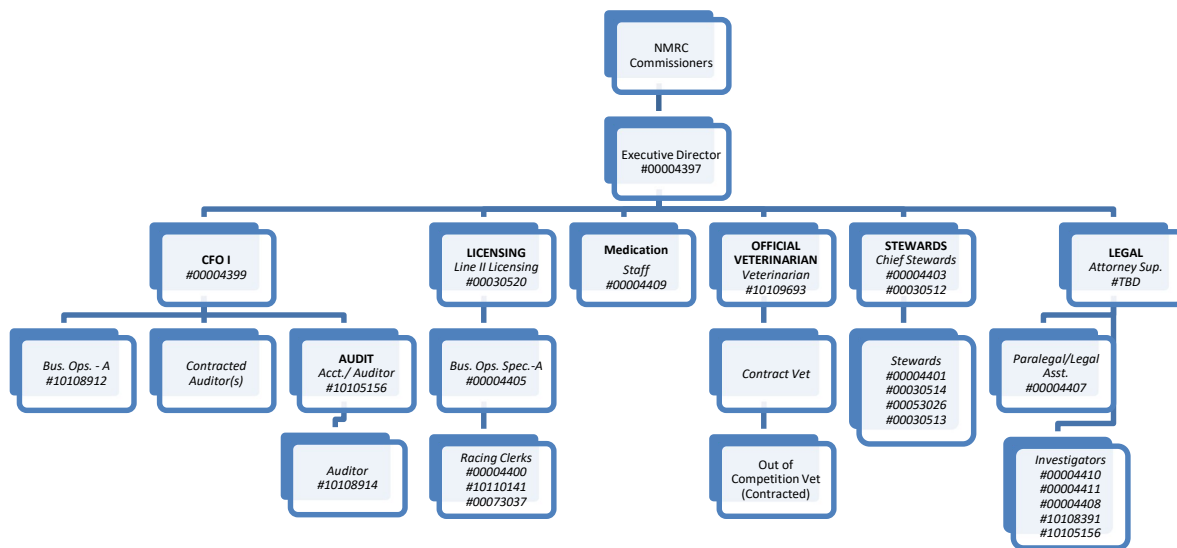 NMRC
Commissioners
Executive Director
#00004397
CFO I
#00004399
LICENSING
Line II Licensing
#00030520
Medication
Staff
#00004409
OFFICIAL
VETERINARIAN
Veterinarian
#10109693
STEWARDS
Chief Stewards
#00004403
#00030512
LEGAL
Attorney Sup.
#TBD
Bus. Ops. - A
#10108912
Contracted
Auditor(s)
AUDIT
Acct./ Auditor
#10105156
Bus. Ops. Spec.-A
#00004405
Contract Vet
Stewards
#00004401
#00030514
#00053026
#00030513
Paralegal/Legal
Asst.
#00004407
Auditor
#10108914
Racing Clerks
#00004400
#10110141
#00073037
Out of
Competition Vet
(Contracted)
Investigators
#00004410
#00004411
#00004408
#10108391
#10105156